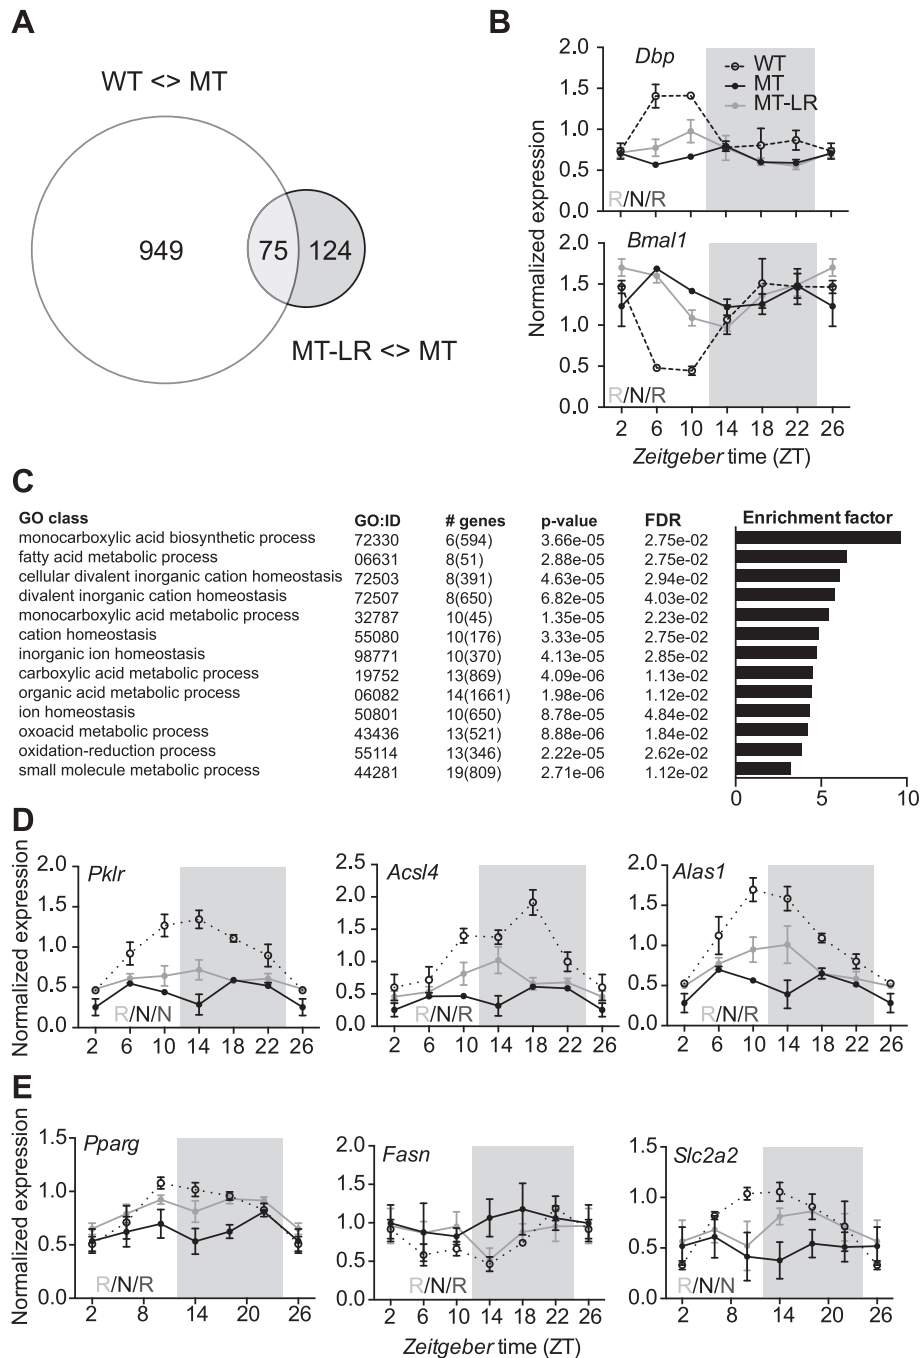 A
WT <> MT
949
75
124
MT-LR <> MT
B
Normalized expression
Dbp
WT
MT
MT-LR
2.0
1.5
1.0
0.5
0.0
R/N/R
Bmal1
2.0
1.5
1.0
0.5
0.0
R/N/R
2 6 10 14 18 22 26
Zeitgeber time (ZT)
C
GO class GO:ID # genes p-value FDR Enrichment factor
monocarboxylic acid biosynthetic process 72330 6(594) 3.66e-05 2.75e-02
fatty acid metabolic process 06631 8(51) 2.88e-05 2.75e-02
cellular divalent inorganic cation homeostasis 72503 8(391) 4.63e-05 2.94e-02
divalent inorganic cation homeostasis 72507 8(650) 6.82e-05 4.03e-02
monocarboxylic acid metabolic process 32787 10(45) 1.35e-05 2.23e-02
cation homeostasis 55080 10(176) 3.33e-05 2.75e-02
inorganic ion homeostasis 98771 10(370) 4.13e-05 2.85e-02
carboxylic acid metabolic process 19752 13(869) 4.09e-06 1.13e-02
organic acid metabolic process 06082 14(1661) 1.98e-06 1.12e-02
ion homeostasis 50801 10(650) 8.78e-05 4.84e-02
oxoacid metabolic process 43436 13(521) 8.88e-06 1.84e-02
oxidation-reduction process 55114 13(346) 2.22e-05 2.62e-02
small molecule metabolic process 44281 19(809) 2.71e-06 1.12e-02
0 5 10
D
Normalized expression
Pklr
2.0
1.5
1.0
0.5
0.0
R/N/N
2 6 10 14 18 22 26
Acsl4
2.5
2.0
1.5
1.0
0.5
0.0
R/N/R
2 6 10 14 18 22 26
Alas1
2.0
1.5
1.0
0.5
0.0
R/N/R
2 6 10 14 18 22 26
E
Normalized expression
Pparg
1.5
1.0
0.5
0.0
R/N/R
2 8 14 20 26
Fasn
2.0
1.5
1.0
0.5
0.0
R/N/R
2 6 10 14 18 22 26
Slc2a2
1.5
1.0
0.5
0.0
R/N/N
2 8 14 20 26
Zeitgeber time (ZT)